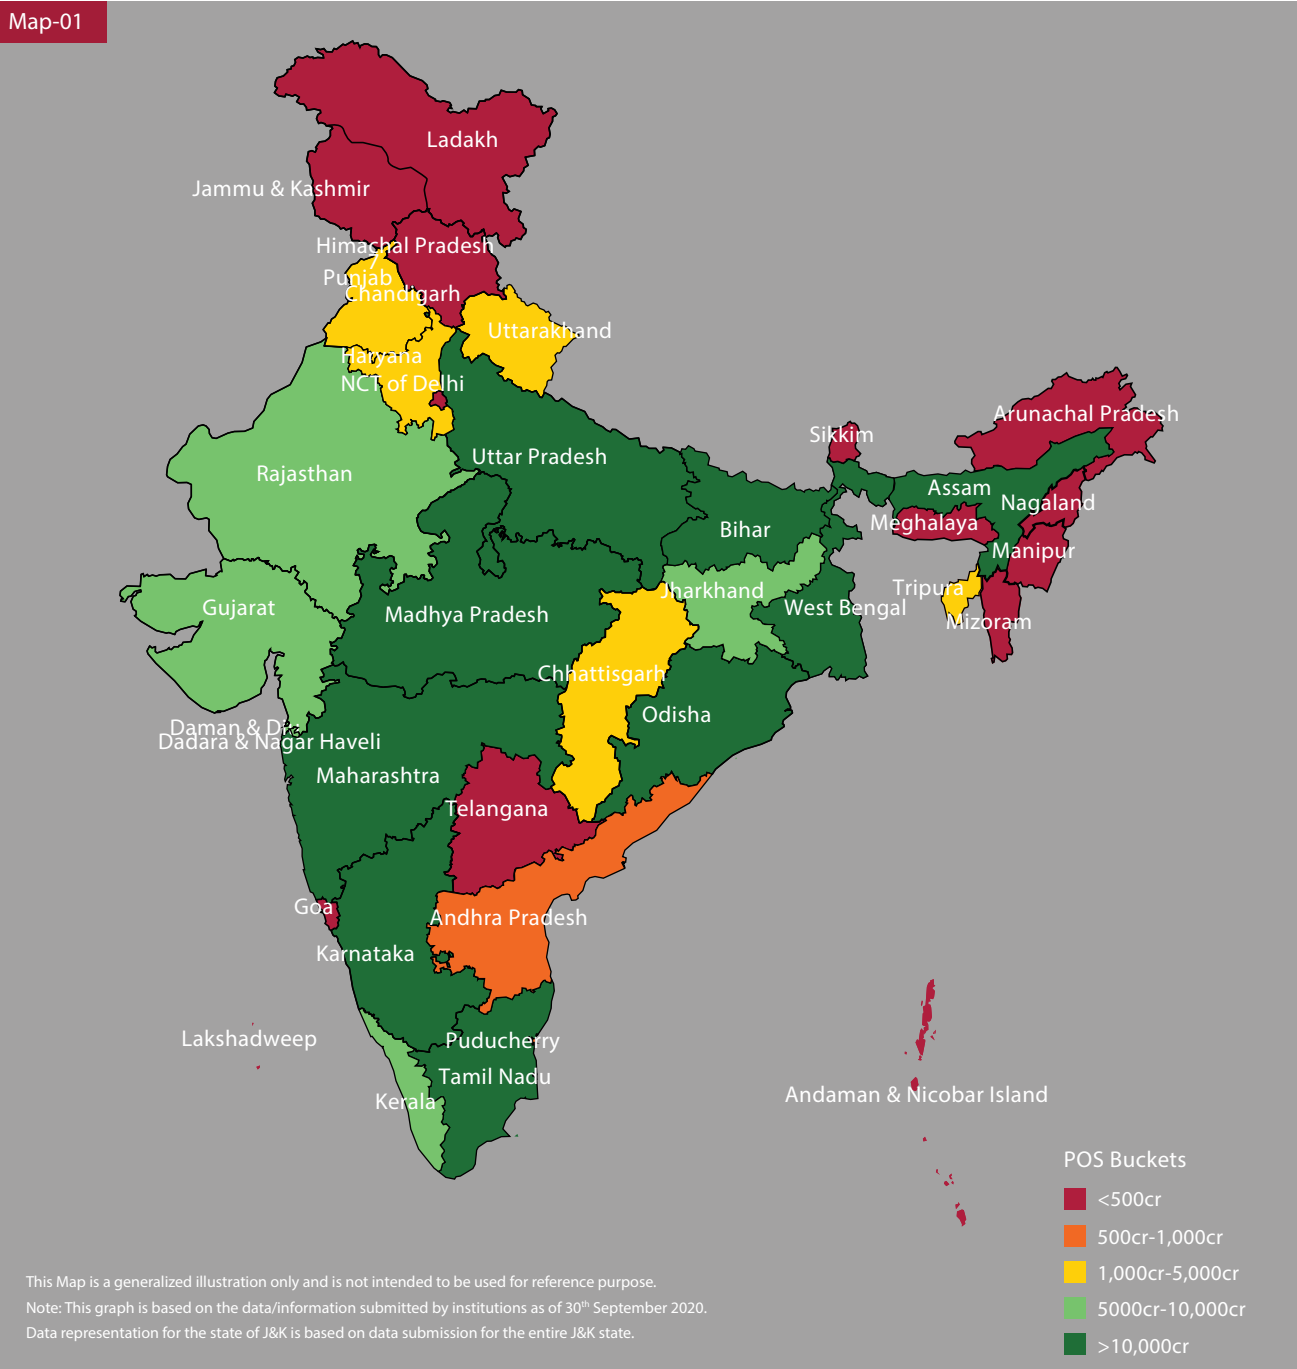 Map-01
Ladakh
Jammu & Kashmir
Himachal Pradesh
7
Punjab
Chandigarh
Uttarakhand
Haryana
NCT of Delhi
Arunachal Pradesh
Sikkim
Uttar Pradesh
Rajasthan
Assam
Nagaland
Meghalaya
Bihar
Manipur
Tripura
Jharkhand
Gujarat
West Bengal
Madhya Pradesh
Mizoram
Chhattisgarh
Odisha
Daman & Diu
Dadara & Nagar Haveli
Maharashtra
Telangana
Goa
Andhra Pradesh
Karnataka
Lakshadweep
Puducherry
Tamil Nadu
Andaman & Nicobar Island
Kerala
POS Buckets
<500cr
500cr-1,000cr
1,000cr-5,000cr
5000cr-10,000cr
>10,000cr
This Map is a generalized illustration only and is not intended to be used for reference purpose.
Note: This graph is based on the data/information submitted by institutions as of 30th September 2020.
Data representation for the state of J&K is based on data submission for the entire J&K state.